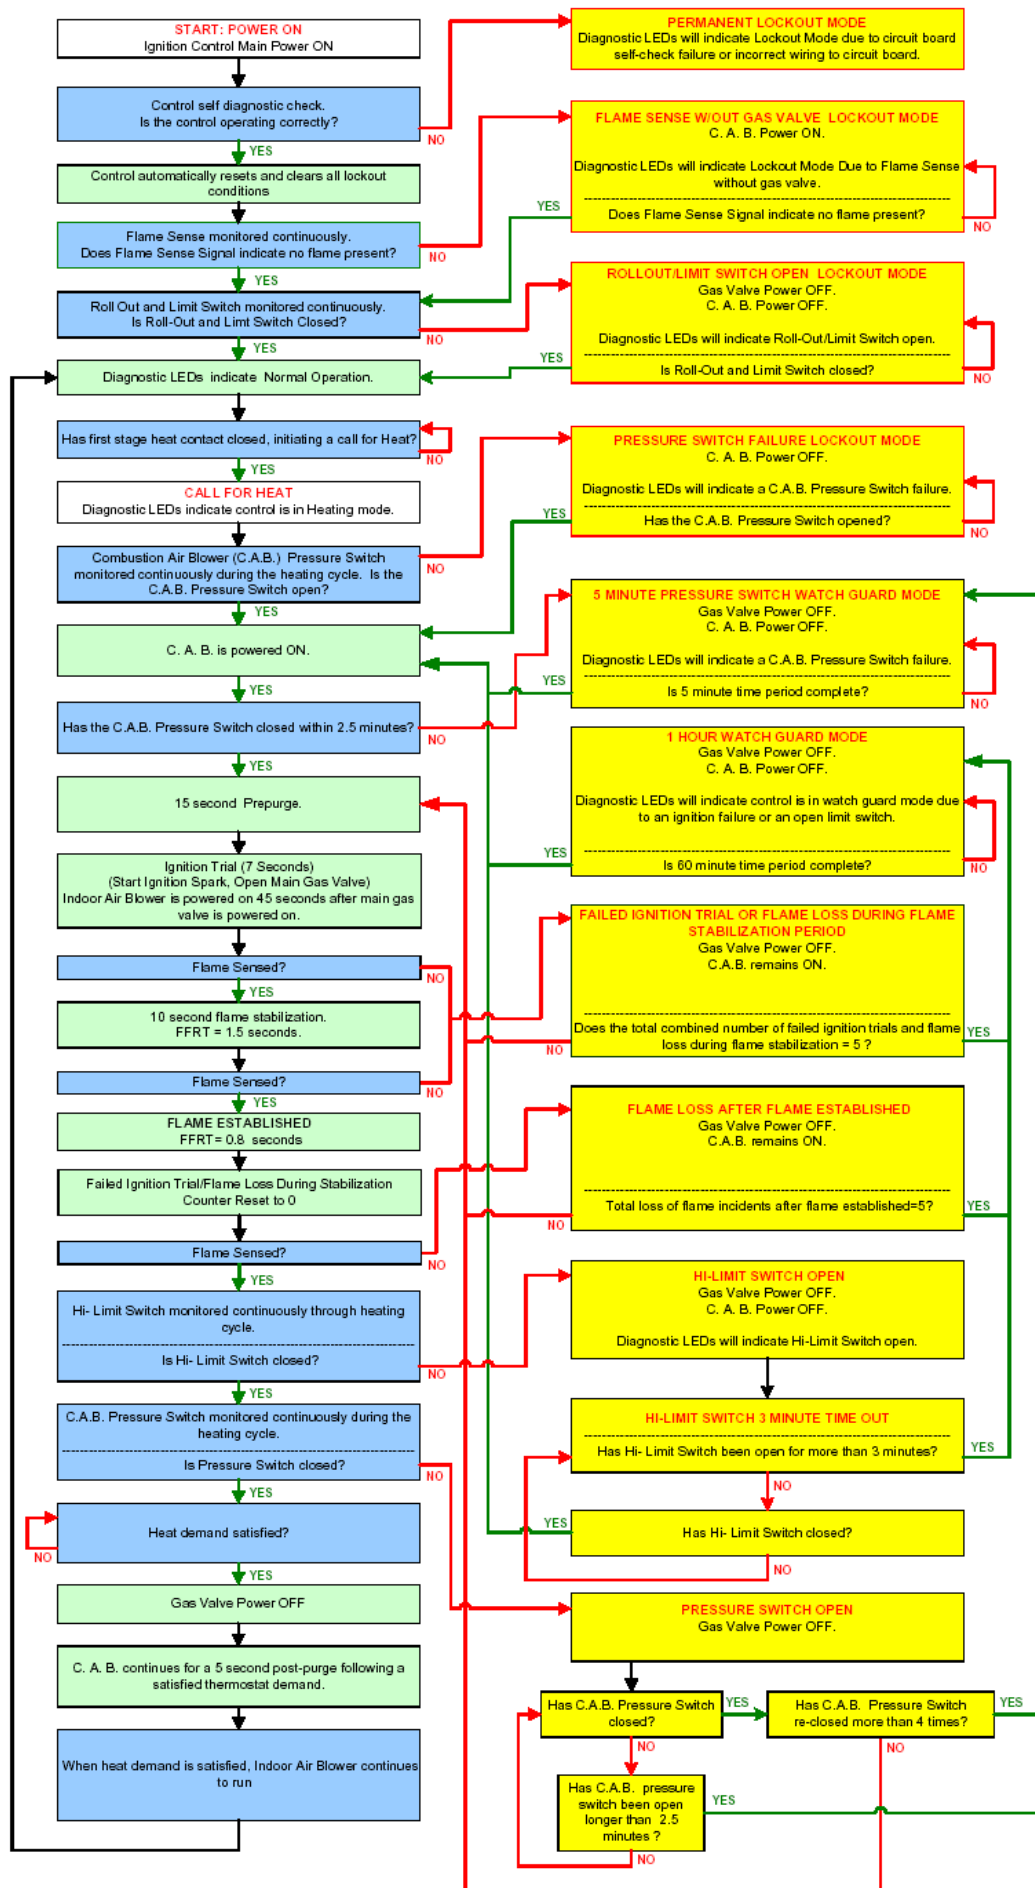 START: POWER ON
Ignition Control Main Power ON
Control self diagnostic check.
Is the control operating correctly?
NO
YES
Control automatically resets and clears all lockout
conditions
Flame Sense monitored continuously.
Does Flame Sense Signal indicate no flame present?
NO
YES
Roll Out and Limit Switch monitored continuously.
Is Roll-Out and Limt Switch Closed?
NO
YES
Diagnostic LEDs indicate Normal Operation.
Has first stage heat contact closed, initiating a call for Heat?
NO
YES
CALL FOR HEAT
Diagnostic LEDs indicate control is in Heating mode.
Combustion Air Blower (C.A.B.) Pressure Switch
monitored continuously during the heating cycle. Is the
C.A.B. Pressure Switch open?
NO
YES
C. A. B. is powered ON.
YES
Has the C.A.B. Pressure Switch closed within 2.5 minutes?
NO
YES
15 second Prepurge.
Ignition Trial (7 Seconds)
(Start Ignition Spark, Open Main Gas Valve)
Indoor Air Blower is powered on 45 seconds after main gas
valve is powered on.
Flame Sensed?
NO
YES
10 second flame stabilization.
FFRT = 1.5 seconds.
Flame Sensed?
NO
YES
FLAME ESTABLISHED
FFRT = 0.8 seconds
Failed Ignition Trial/Flame Loss During Stabilization
Counter Reset to 0
Flame Sensed?
NO
YES
Hi- Limit Switch monitored continuously through heating
cycle.
Is Hi- Limit Switch closed?
NO
YES
C.A.B. Pressure Switch monitored continuously during the
heating cycle.
Is Pressure Switch closed?
NO
YES
Heat demand satisfied?
NO
YES
Gas Valve Power OFF
C. A. B. continues for a 5 second post-purge following a
satisfied thermostat demand.
When heat demand is satisfied, Indoor Air Blower continues
to run
PERMANENT LOCKOUT MODE
Diagnostic LEDs will indicate Lockout Mode due to circuit board
self-check failure or incorrect wiring to circuit board.
FLAME SENSE W/OUT GAS VALVE LOCKOUT MODE
C. A. B. Power ON.
Diagnostic LEDs will indicate Lockout Mode Due to Flame Sense
without gas valve.
Does Flame Sense Signal indicate no flame present?
YES
NO
ROLLOUT/LIMIT SWITCH OPEN LOCKOUT MODE
Gas Valve Power OFF.
C. A. B. Power OFF.
Diagnostic LEDs will indicate Roll-Out/Limit Switch open.
Is Roll-Out and Limit Switch closed?
YES
NO
PRESSURE SWITCH FAILURE LOCKOUT MODE
C. A. B. Power OFF.
Diagnostic LEDs will indicate a C.A.B. Pressure Switch failure.
Has the C.A.B. Pressure Switch opened?
YES
NO
5 MINUTE PRESSURE SWITCH WATCH GUARD MODE
Gas Valve Power OFF.
C. A. B. Power OFF.
Diagnostic LEDs will indicate a C.A.B. Pressure Switch failure.
Is 5 minute time period complete?
YES
NO
1 HOUR WATCH GUARD MODE
Gas Valve Power OFF.
C. A. B. Power OFF.
Diagnostic LEDs will indicate control is in watch guard mode due
to an ignition failure or an open limit switch.
Is 60 minute time period complete?
YES
NO
FAILED IGNITION TRIAL OR FLAME LOSS DURING FLAME
STABILIZATION PERIOD
Gas Valve Power OFF.
C.A.B. remains ON.
Does the total combined number of failed ignition trials and flame
loss during flame stabilization = 5 ?
NO
YES
FLAME LOSS AFTER FLAME ESTABLISHED
Gas Valve Power OFF.
C.A.B. remains ON.
Total loss of flame incidents after flame established=5?
NO
YES
HI-LIMIT SWITCH OPEN
Gas Valve Power OFF.
C. A. B. Power OFF.
Diagnostic LEDs will indicate Hi-Limit Switch open.
HI-LIMIT SWITCH 3 MINUTE TIME OUT
Has Hi- Limit Switch been open for more than 3 minutes?
YES
NO
Has Hi- Limit Switch closed?
YES
NO
PRESSURE SWITCH OPEN
Gas Valve Power OFF.
Has C.A.B. Pressure Switch
closed?
YES
NO
Has C.A.B. Pressure Switch
re-closed more than 4 times?
YES
NO
Has C.A.B. pressure
switch been open
longer than 2.5
minutes ?
YES
NO